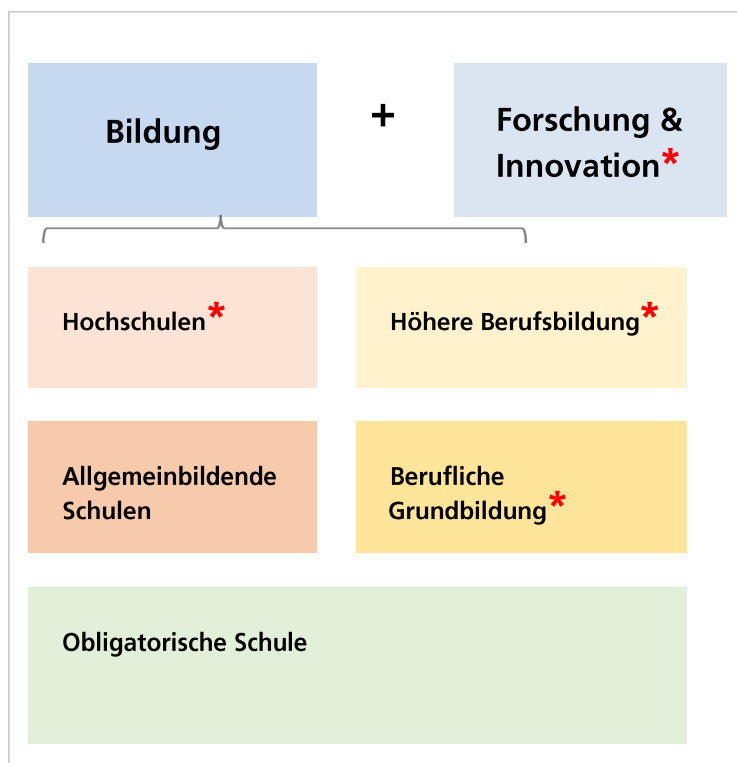 Bildung
+
Forschung &
Innovation*
Hochschulen*
Höhere Berufsbildung*
Allgemeinbildende
Schulen
Berufliche
Grundbildung*
Obligatorische Schule